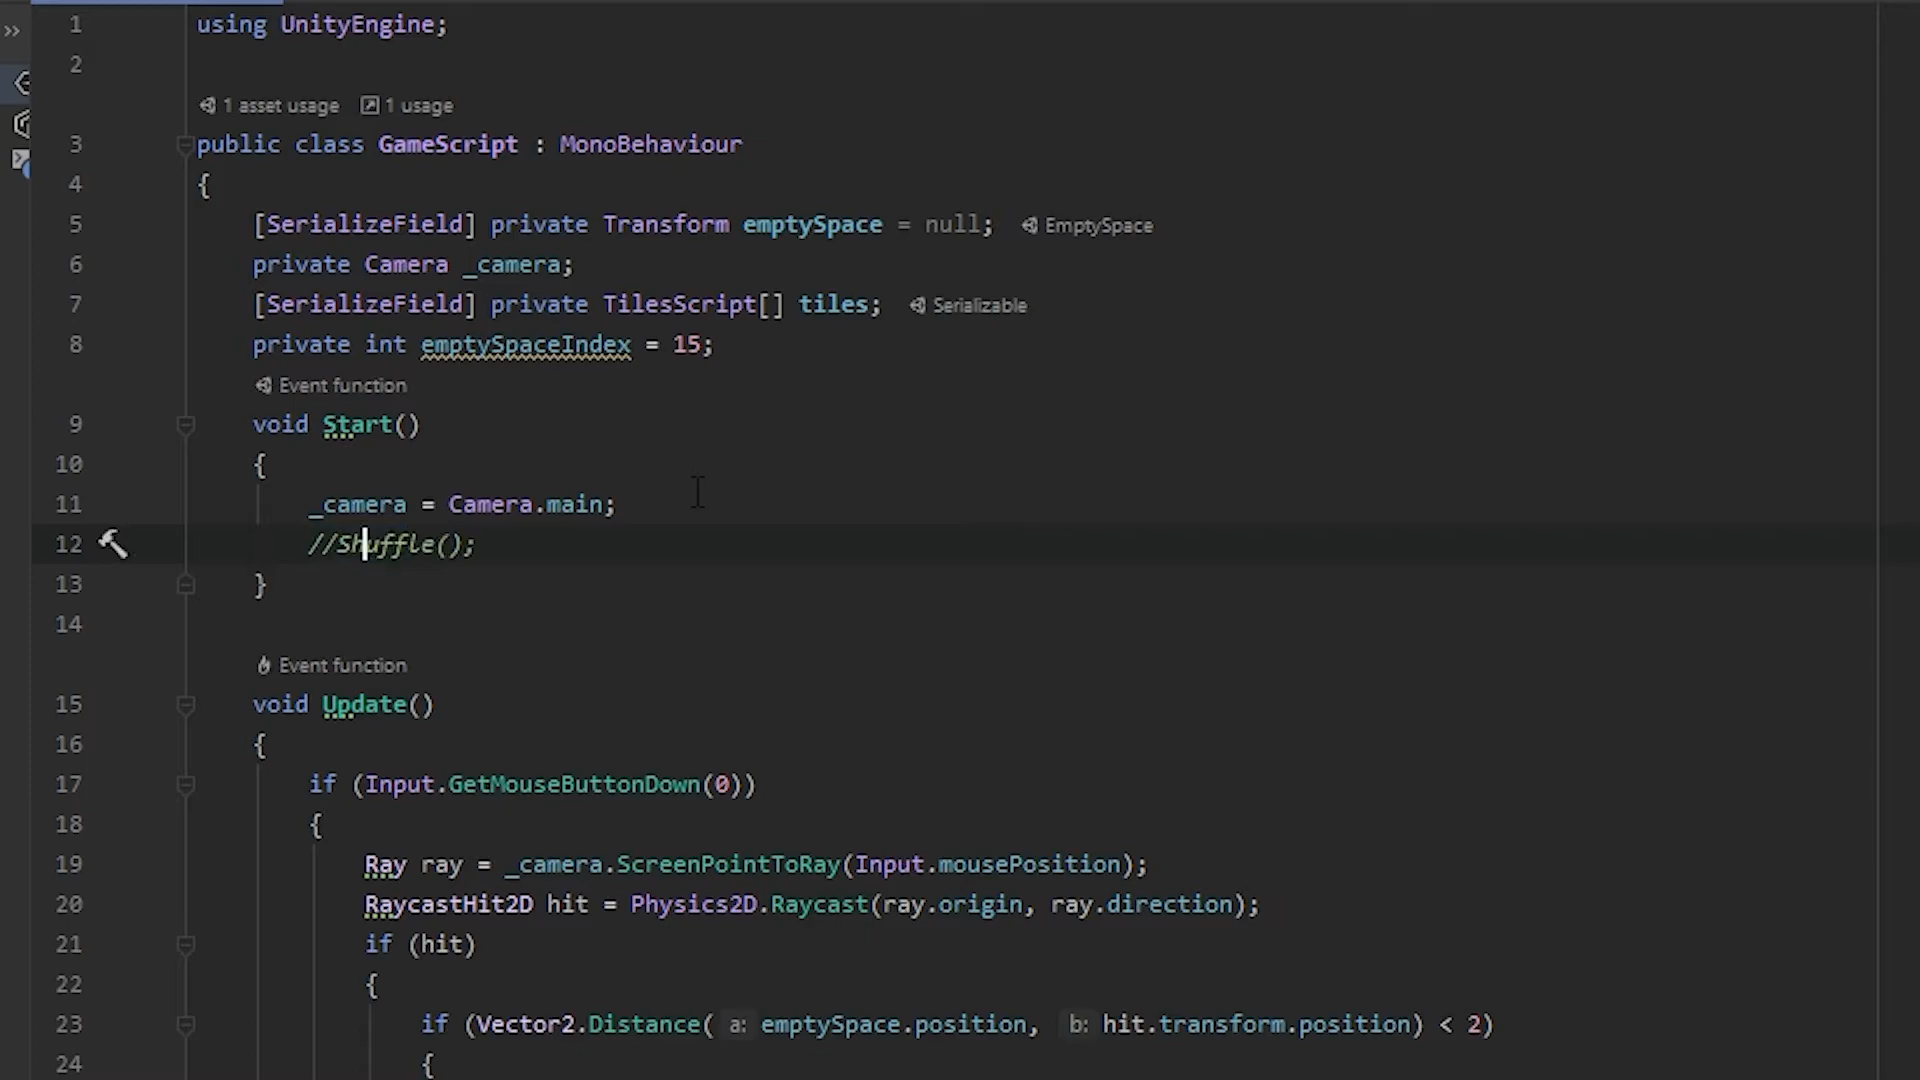 1 using UnityEngine;
2
1 asset usage 1 usage
3 public class GameScript : MonoBehaviour
4 {
5 [SerializeField] private Transform emptySpace = null; EmptySpace
6 private Camera _camera;
7 [SerializeField] private TilesScript[] tiles; Serializable
8 private int emptySpaceIndex = 15;
Event function
9 void Start()
10 {
11 _camera = Camera.main;
12 //Shuffle();
13 }
14
Event function
15 void Update()
16 {
17 if (Input.GetMouseButtonDown(0))
18 {
19 Ray ray = _camera.ScreenPointToRay(Input.mousePosition);
20 RaycastHit2D hit = Physics2D.Raycast(ray.origin, ray.direction);
21 if (hit)
22 {
23 if (Vector2.Distance( a: emptySpace.position, b: hit.transform.position) < 2)
24 {